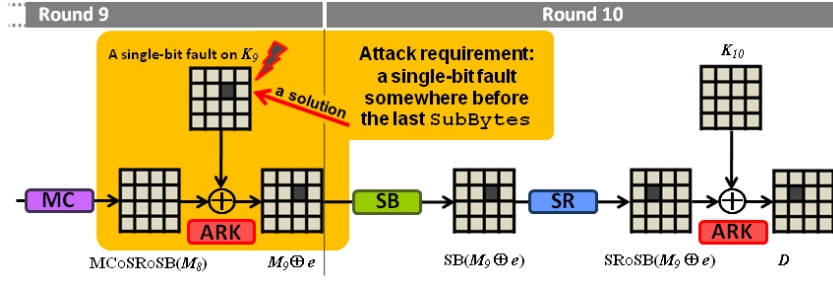 Round 9
Round 10
A single-bit fault on K9
Attack requirement:
a single-bit fault
somewhere before
the last SubBytes
a solution
K10
MC
ARK
SB
SR
ARK
MC∘SR∘SB(M8)
M9⊕e
SB(M9⊕e)
SR∘SB(M9⊕e)
D